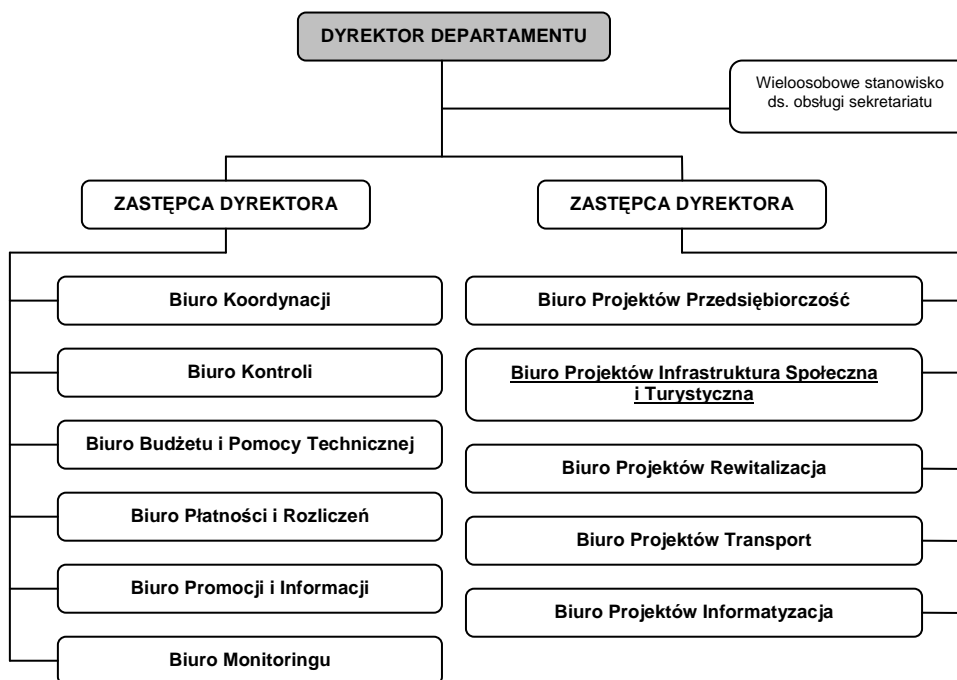 DYREKTOR DEPARTAMENTU
Wieloosobowe stanowisko
ds. obsługi sekretariatu
ZASTĘPCA DYREKTORA
ZASTĘPCA DYREKTORA
Biuro Koordynacji
Biuro Kontroli
Biuro Budżetu i Pomocy Technicznej
Biuro Płatności i Rozliczeń
Biuro Promocji i Informacji
Biuro Monitoringu
Biuro Projektów Przedsiębiorczość
Biuro Projektów Infrastruktura Społeczna
i Turystyczna
Biuro Projektów Rewitalizacja
Biuro Projektów Transport
Biuro Projektów Informatyzacja